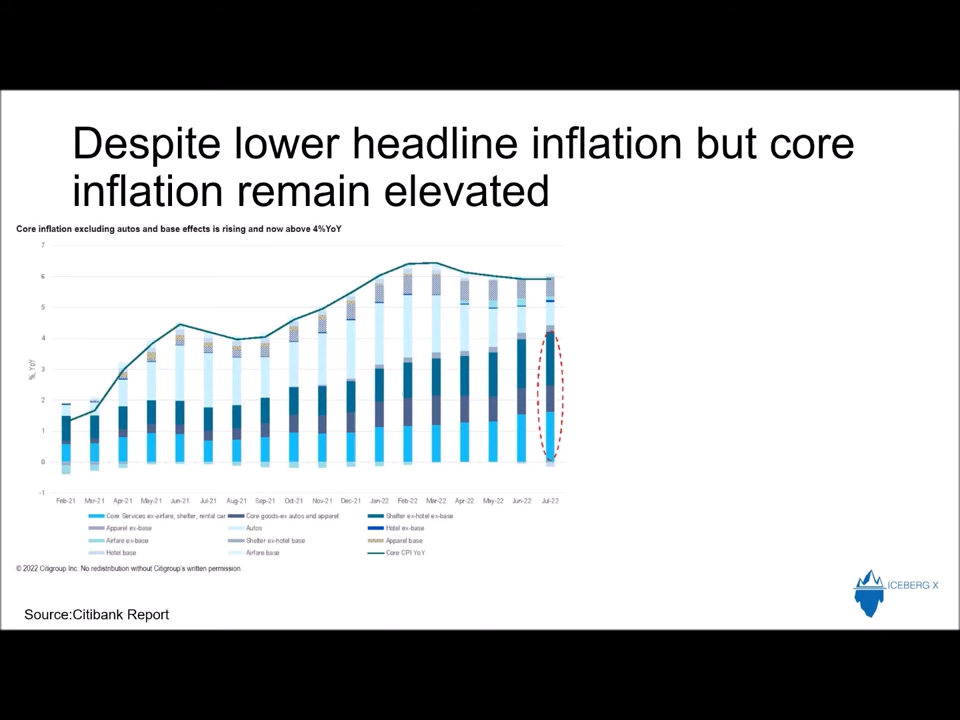 Despite lower headline inflation but core
inflation remain elevated
Core inflation excluding autos and base effects is rising and now above 4%YoY
7
6
5
4
3
2
1
0
-1
%, YoY
Feb-21 Mar-21 Apr-21 May-21 Jun-21 Jul-21 Aug-21 Sep-21 Oct-21 Nov-21 Dec-21 Jan-22 Feb-22 Mar-22 Apr-22 May-22 Jun-22 Jul-22
Core Services ex-airfare, shelter, rental car Core goods-ex autos and apparel Shelter ex-hotel ex-base
Apparel ex-base Autos Hotel ex-base
Airfare ex-base Shelter ex-hotel base Apparel base
Hotel base Airfare base Core CPI YoY
© 2022 Citigroup Inc. No redistribution without Citigroup's written permission.
ICEBERG X
Source:Citibank Report